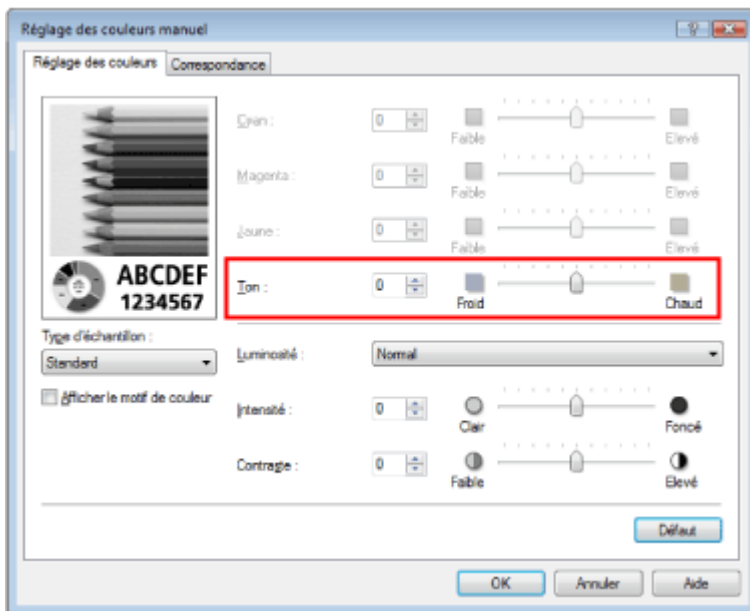 Réglage des couleurs manuel
Réglage des couleurs Correspondance
Cyan : 0 Faible Elevé
Magenta : 0 Faible Elevé
Jaune : 0 Faible Elevé
Ton : 0 Froid Chaud
ABCDEF
1234567
Type d'échantillon :
Standard
Afficher le motif de couleur
Luminosité : Normal
Intensité : 0 Clair Foncé
Contraste : 0 Faible Elevé
Défaut
OK Annuler Aide